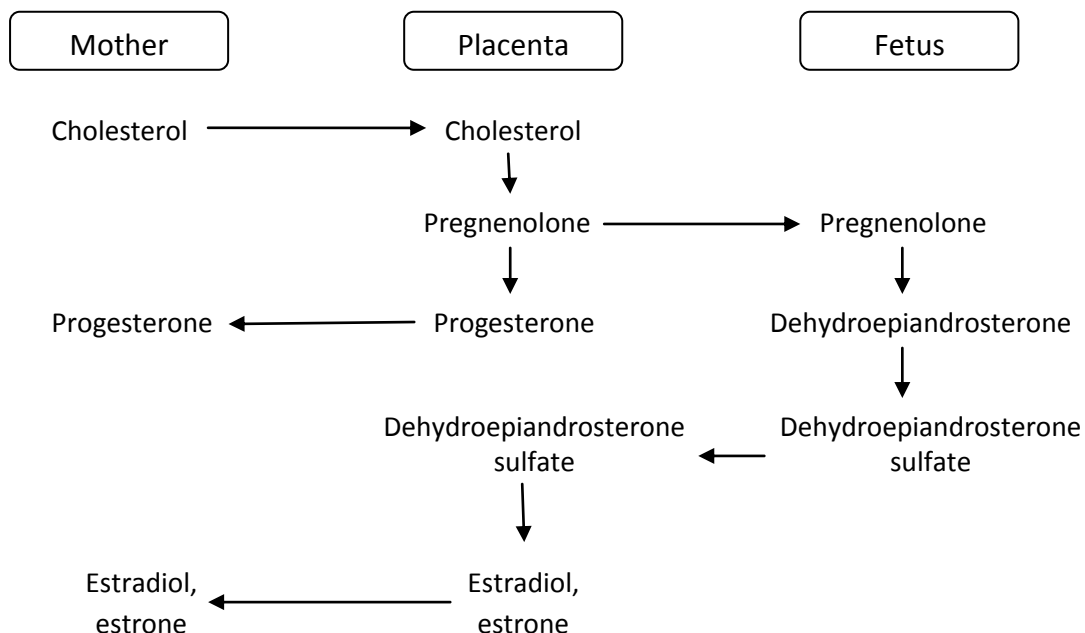 Mother Placenta Fetus
Cholesterol Cholesterol
Pregnenolone Pregnenolone
Progesterone Progesterone Dehydroepiandrosterone
Dehydroepiandrosterone Dehydroepiandrosterone
sulfate sulfate
Estradiol, Estradiol,
estrone estrone